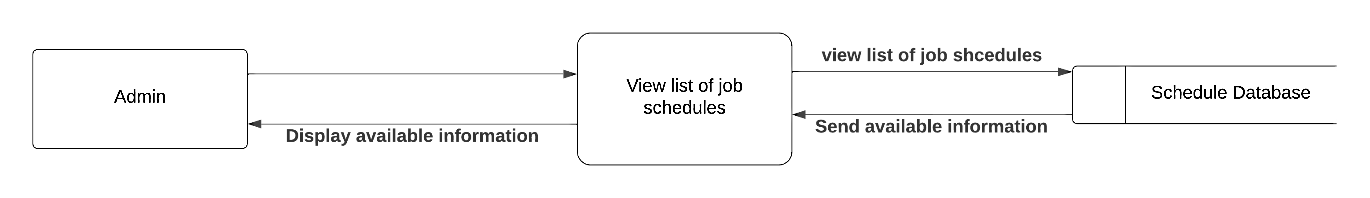 Admin
Display available information
View list of job
schedules
view list of job shcedules
Send available information
Schedule Database